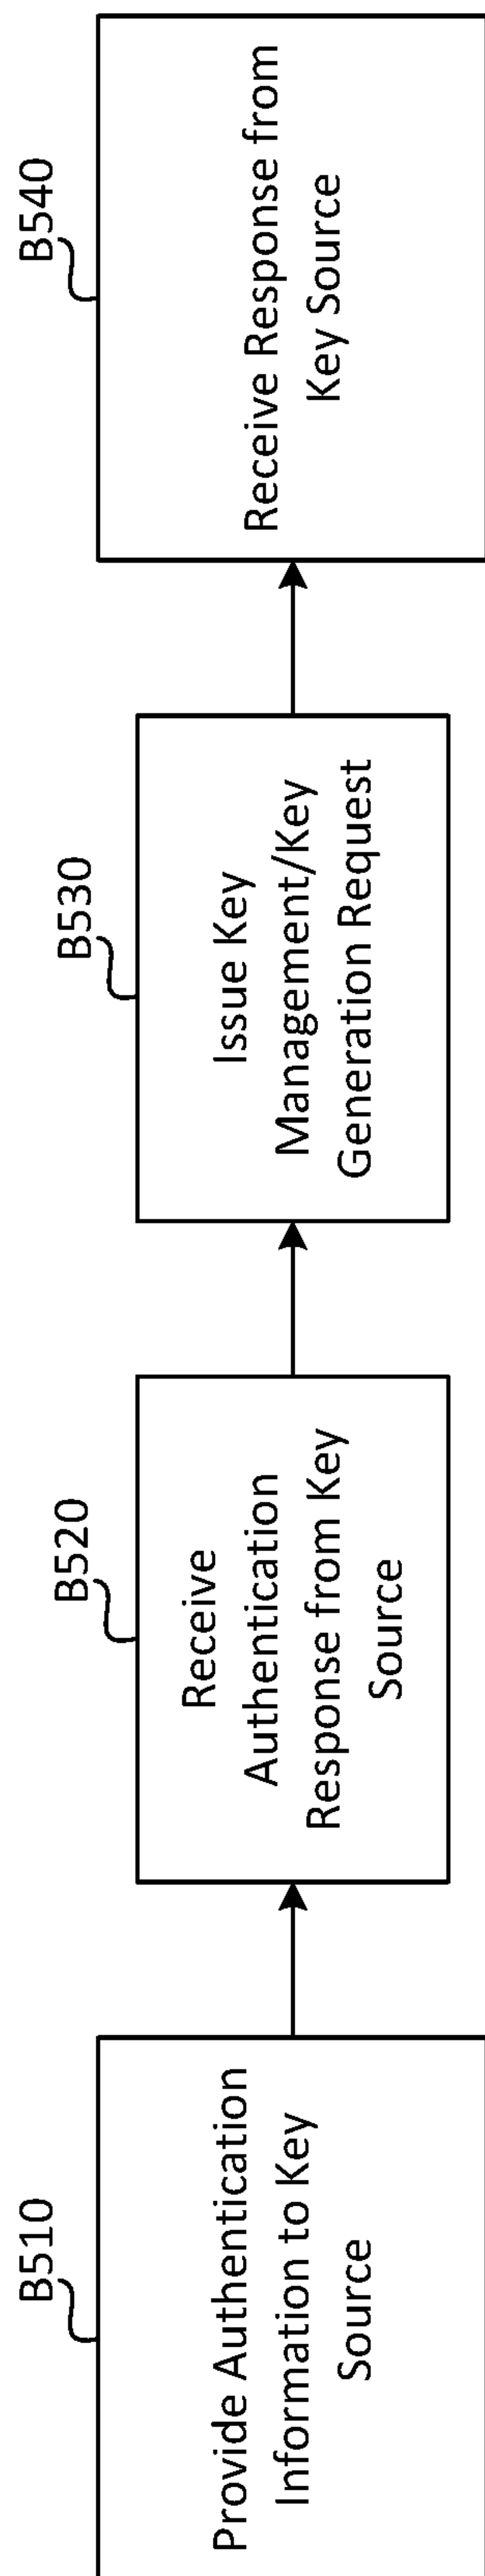 B510
Provide Authentication
Information to Key
Source
B520
Receive
Authentication
Response from Key
Source
B530
Issue Key
Management/Key
Generation Request
B540
Receive Response from
Key Source